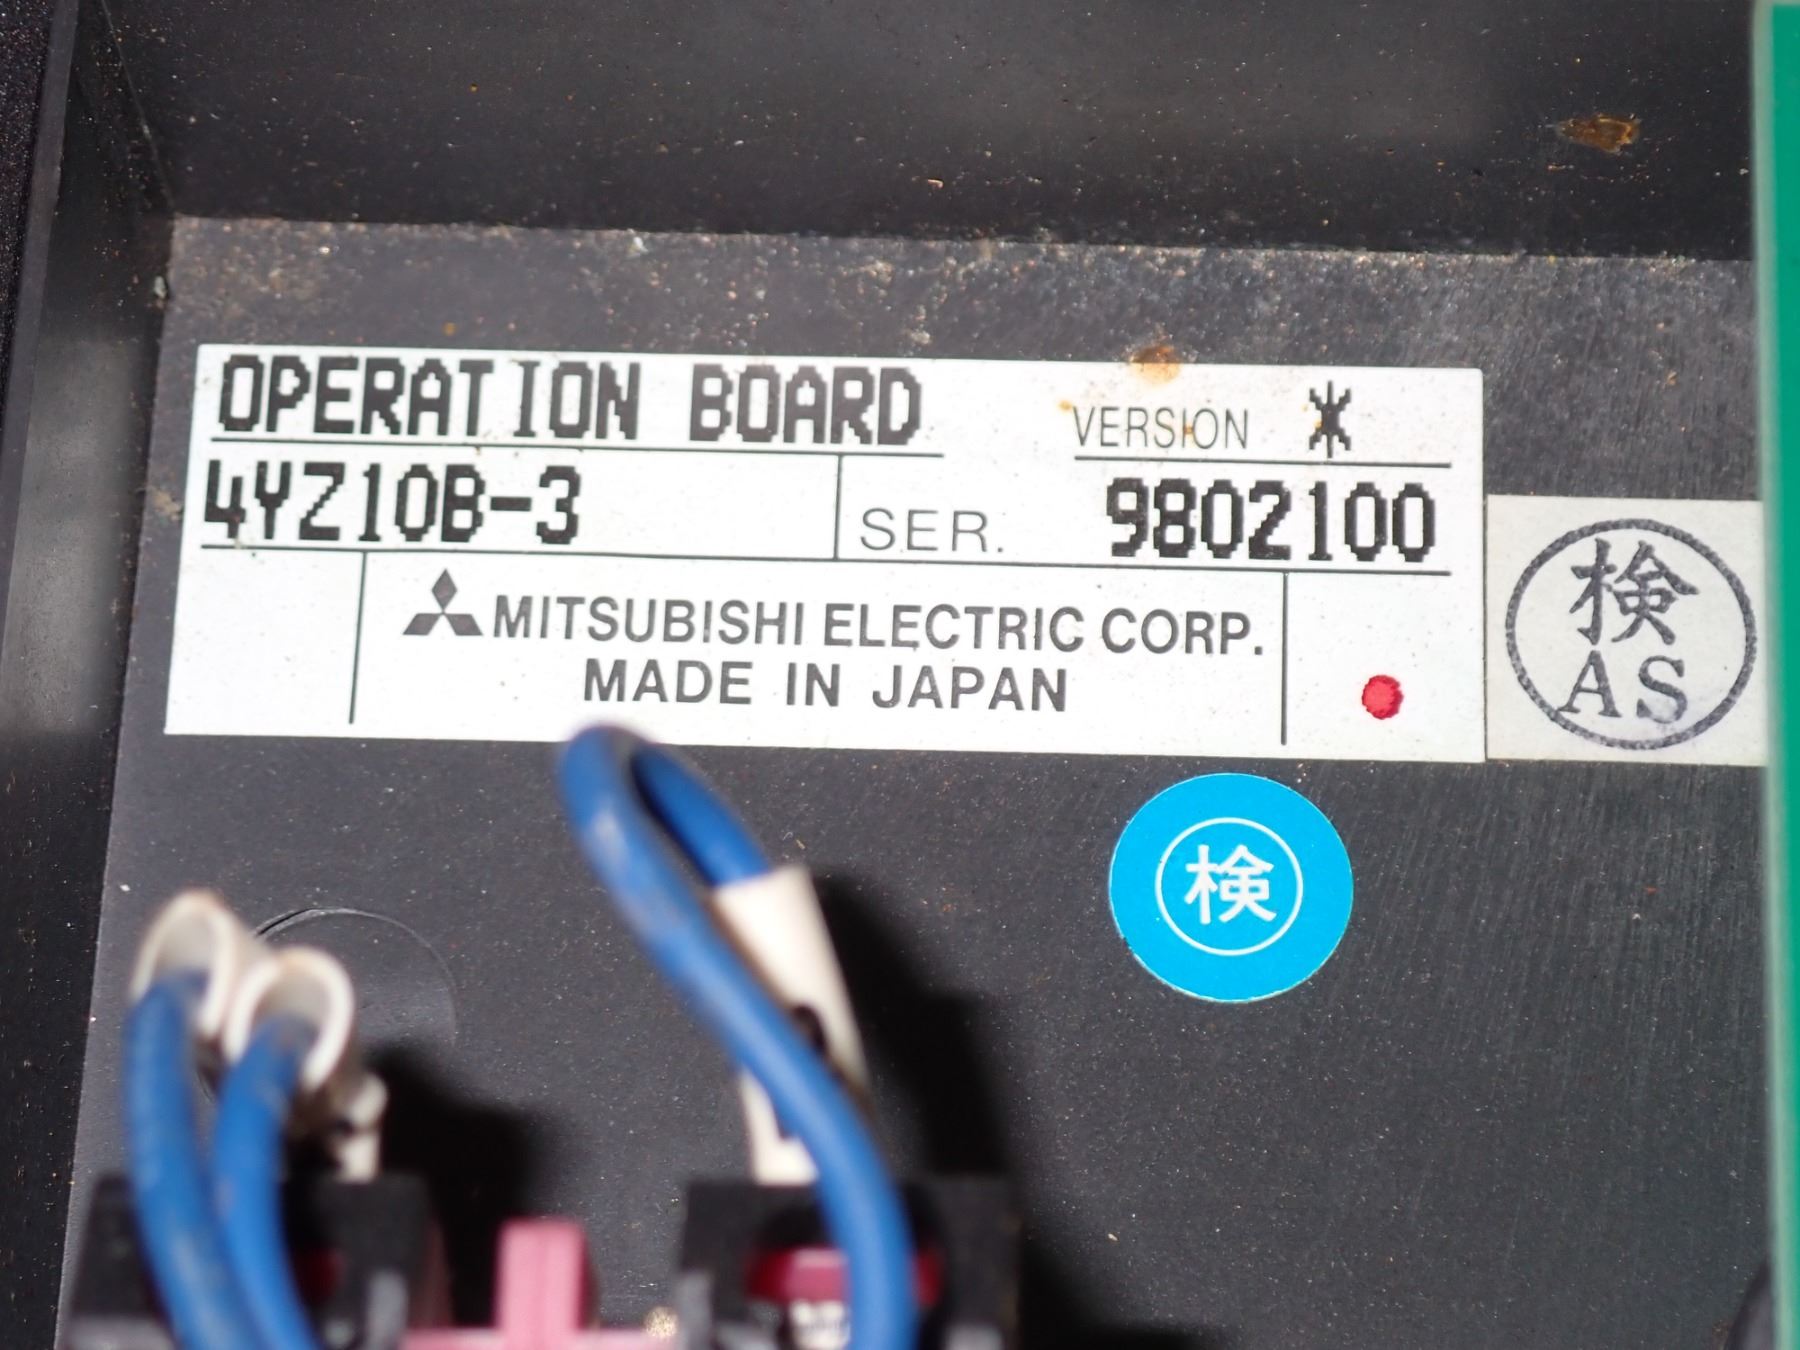 OPERATION BOARD VERSION *
4YZ10B-3 SER. 9802100
MITSUBISHI ELECTRIC CORP.
MADE IN JAPAN
検
AS
検